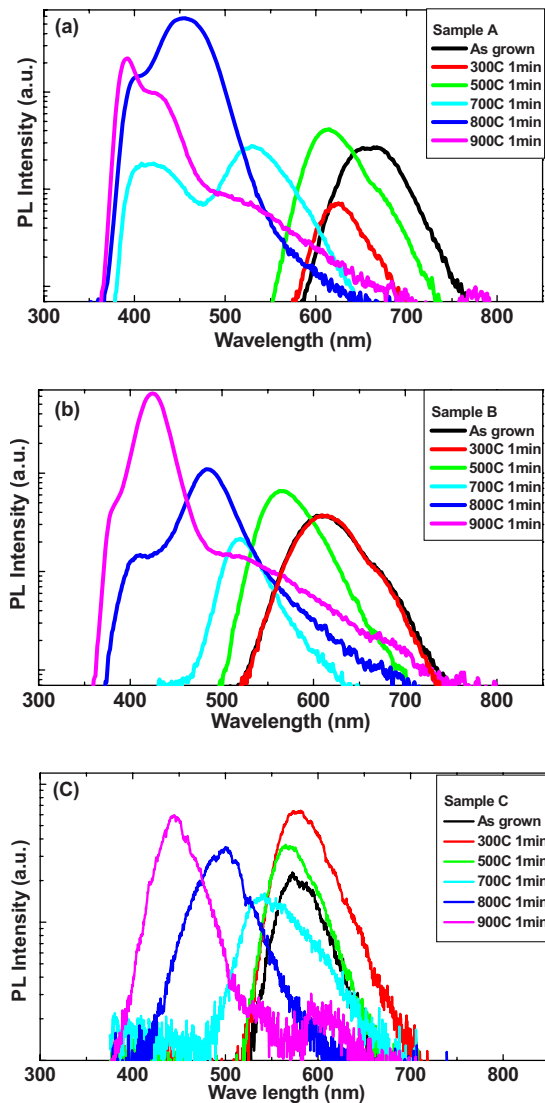 (a)
Sample A
As grown
300C 1min
500C 1min
700C 1min
800C 1min
900C 1min
PL Intensity (a.u.)
300 400 500 600 700 800
Wavelength (nm)
(b)
Sample B
As grown
300C 1min
500C 1min
700C 1min
800C 1min
900C 1min
PL Intensity (a.u.)
300 400 500 600 700 800
Wavelength (nm)
(C)
Sample C
As grown
300C 1min
500C 1min
700C 1min
800C 1min
900C 1min
PL Intensity (a.u.)
300 400 500 600 700 800
Wave length (nm)